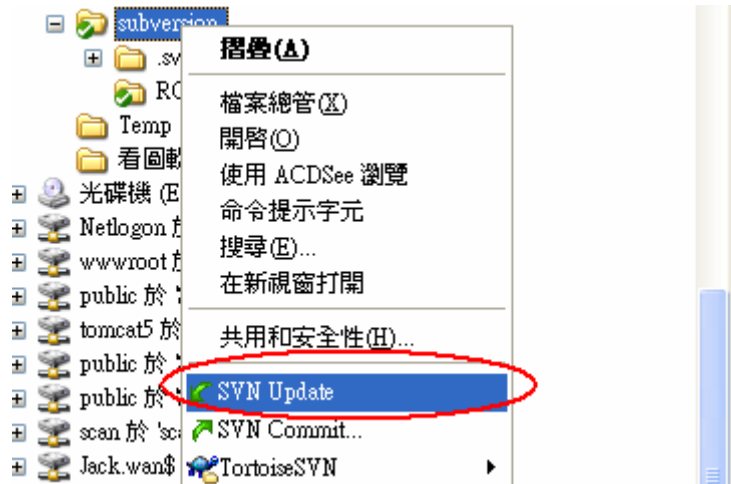 subversion
摺疊(A)
.sv
RC
檔案總管(X)
Temp
開啓(O)
看圖軟
使用 ACDSee 瀏覽
光碟機 (E
命令提示字元
Netlogon 於
搜尋(E)...
wwwroot 於
在新視窗打開
public 於 '
tomcat5 於
共用和安全性(H)...
public 於 '
public 於 '
SVN Update
scan 於 'sca
SVN Commit...
Jack.wan$
TortoiseSVN